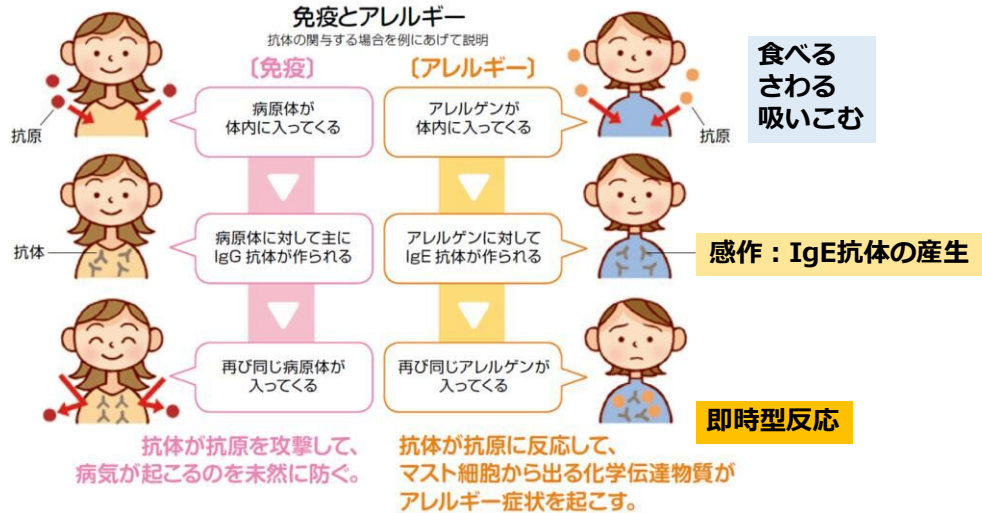 免疫とアレルギー
抗体の関与する場合を例にあげて説明
〔免疫〕
〔アレルギー〕
食べる
さわる
吸いこむ
抗原
病原体が
体内に入ってくる
アレルゲンが
体内に入ってくる
抗原
抗体
病原体に対して主に
IgG 抗体が作られる
アレルゲンに対して
IgE 抗体が作られる
感作：IgE抗体の産生
再び同じ病原体が
入ってくる
再び同じアレルゲンが
入ってくる
即時型反応
抗体が抗原を攻撃して、
病気が起こるのを未然に防ぐ。
抗体が抗原に反応して、
マスト細胞から出る化学伝達物質が
アレルギー症状を起こす。